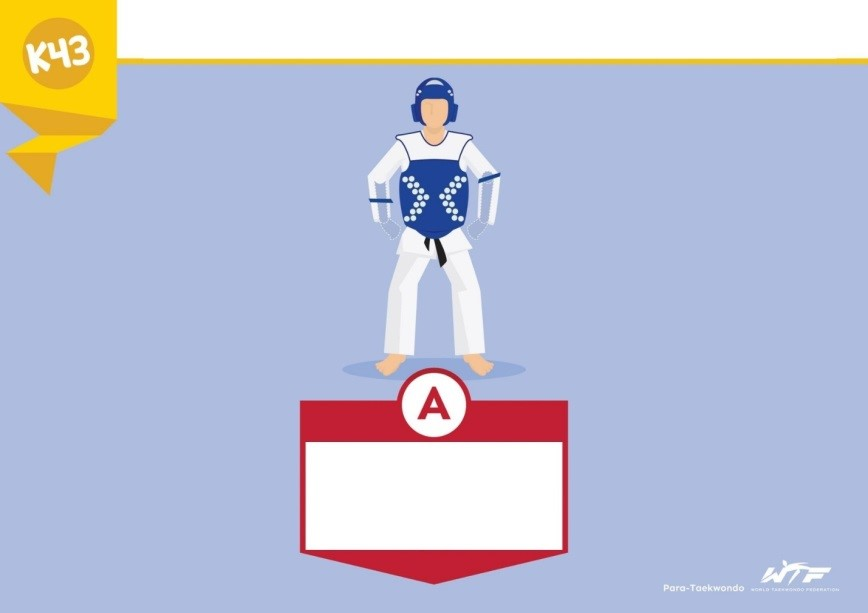 K43
A
Para-Taekwondo
WTF
WORLD TAEKWONDO FEDERATION